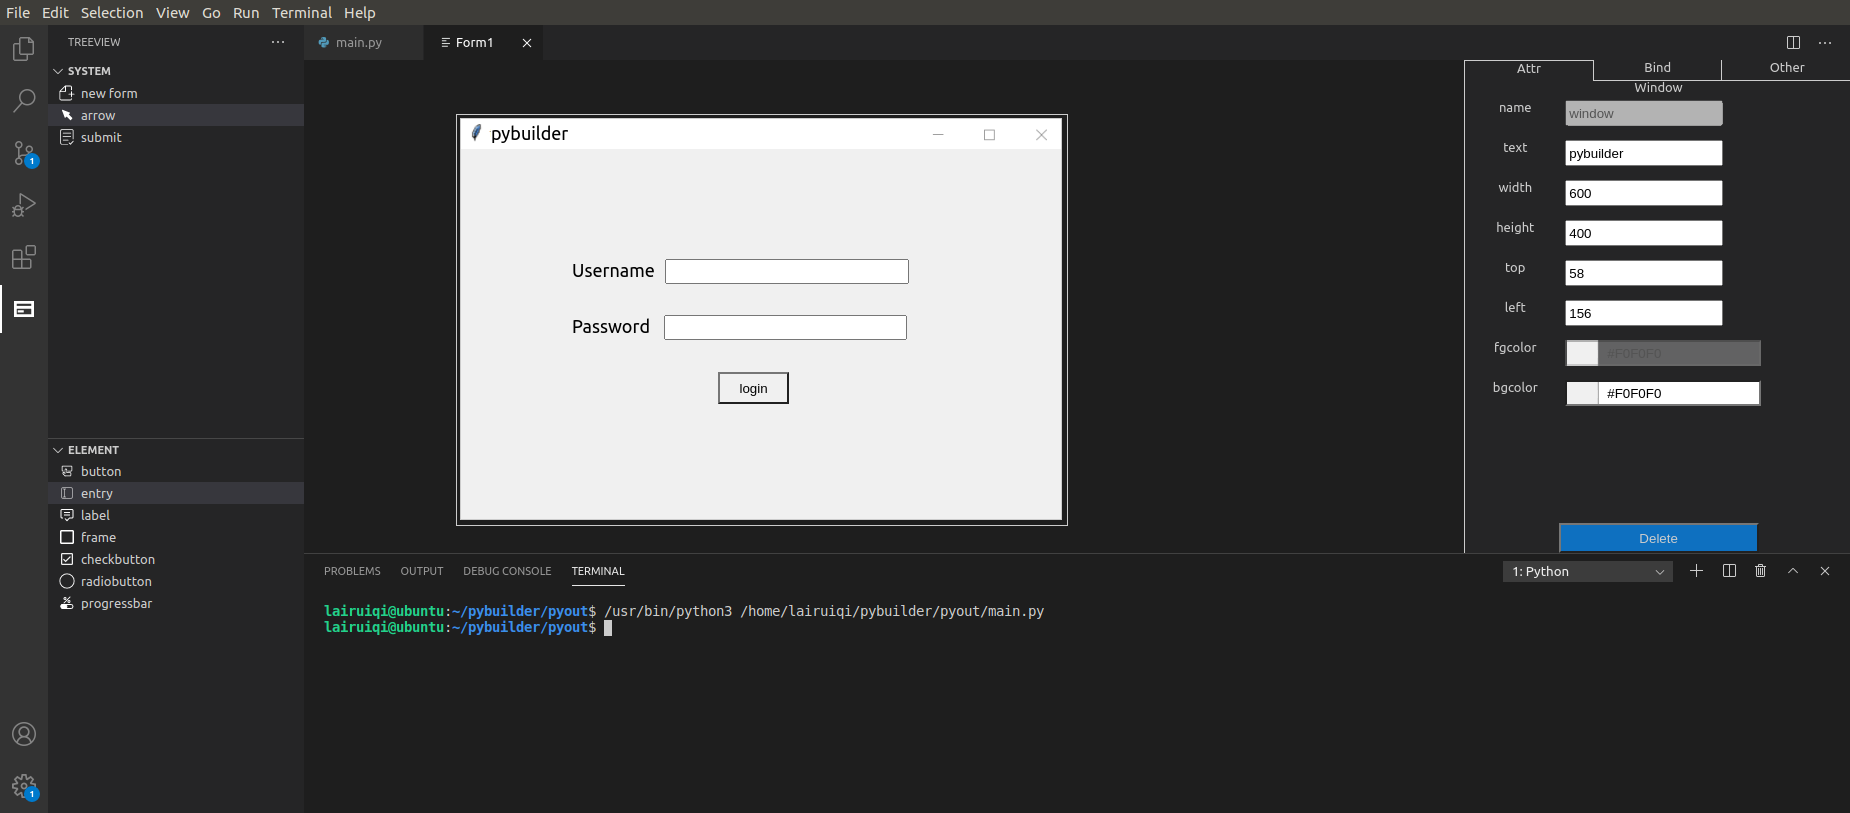 File Edit Selection View Go Run Terminal Help
TREEVIEW
SYSTEM
new form
arrow
submit
1
1
ELEMENT
button
entry
label
frame
checkbutton
radiobutton
progressbar
main.py Form1
pybuilder
Username
Password
login
Attr Bind Other
Window
name window
text pybuilder
width 600
height 400
top 58
left 156
fgcolor #F0F0F0
bgcolor #F0F0F0
Delete
PROBLEMS OUTPUT DEBUG CONSOLE TERMINAL 1: Python
lairuiqi@ubuntu:~/pybuilder/pyout$ /usr/bin/python3 /home/lairuiqi/pybuilder/pyout/main.py
lairuiqi@ubuntu:~/pybuilder/pyout$